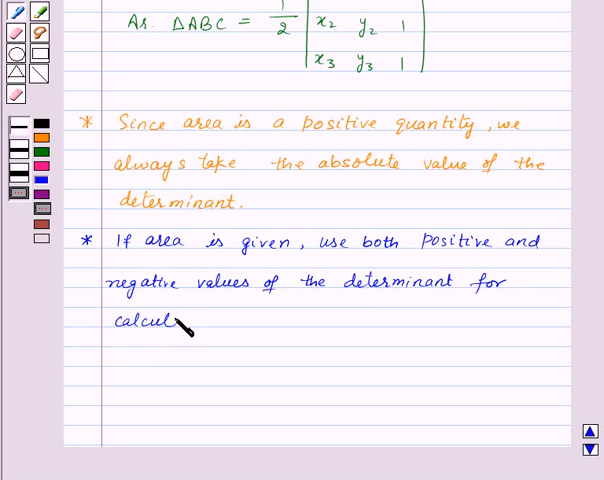 Ar. ΔABC = 1/2 | x2 y2 1 |
x3 y3 1
* Since area is a positive quantity, we
always take the absolute value of the
determinant.
* If area is given, use both positive and
negative values of the determinant for
calcul